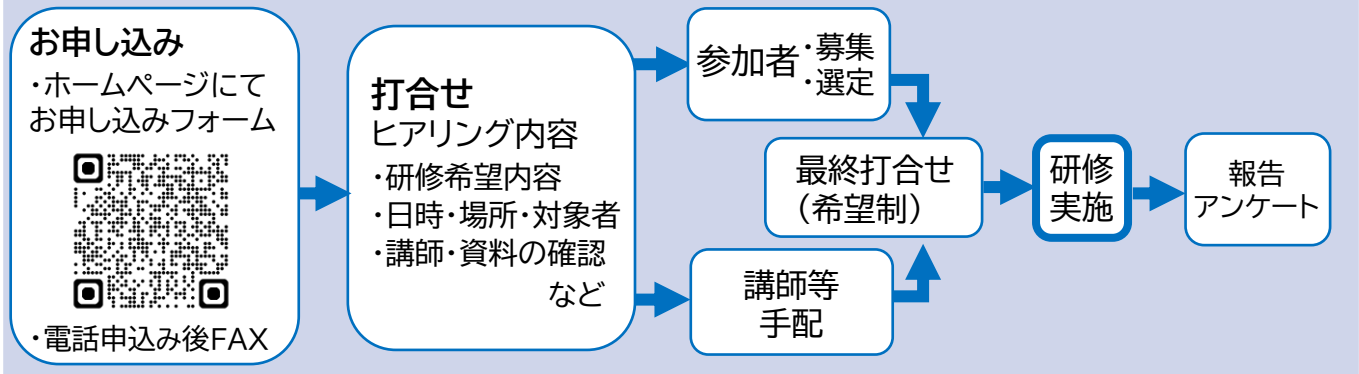 お申し込み
・ホームページにて
お申し込みフォーム
・電話申込み後FAX
打合せ
ヒアリング内容
・研修希望内容
・日時・場所・対象者
・講師・資料の確認
など
参加者・募集
・選定
講師等
手配
最終打合せ
（希望制）
研修
実施
報告
アンケート